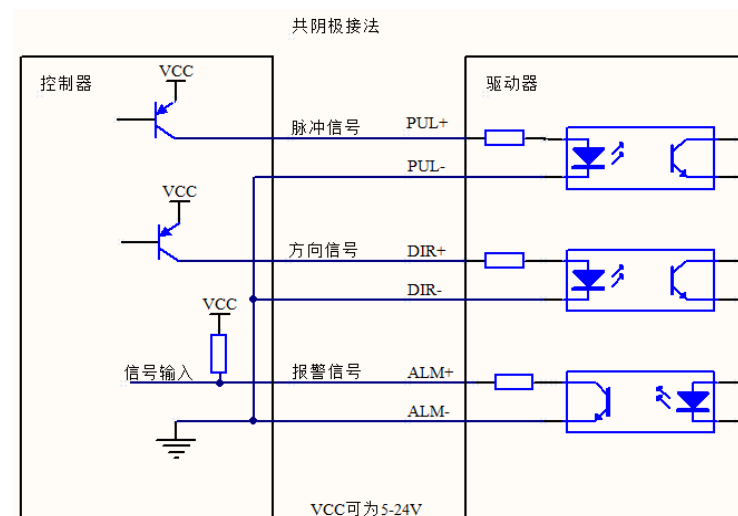 共阴极接法
控制器
VCC
驱动器
脉冲信号
PUL+
PUL-
VCC
方向信号
DIR+
DIR-
VCC
信号输入
报警信号
ALM+
ALM-
VCC可为5-24V